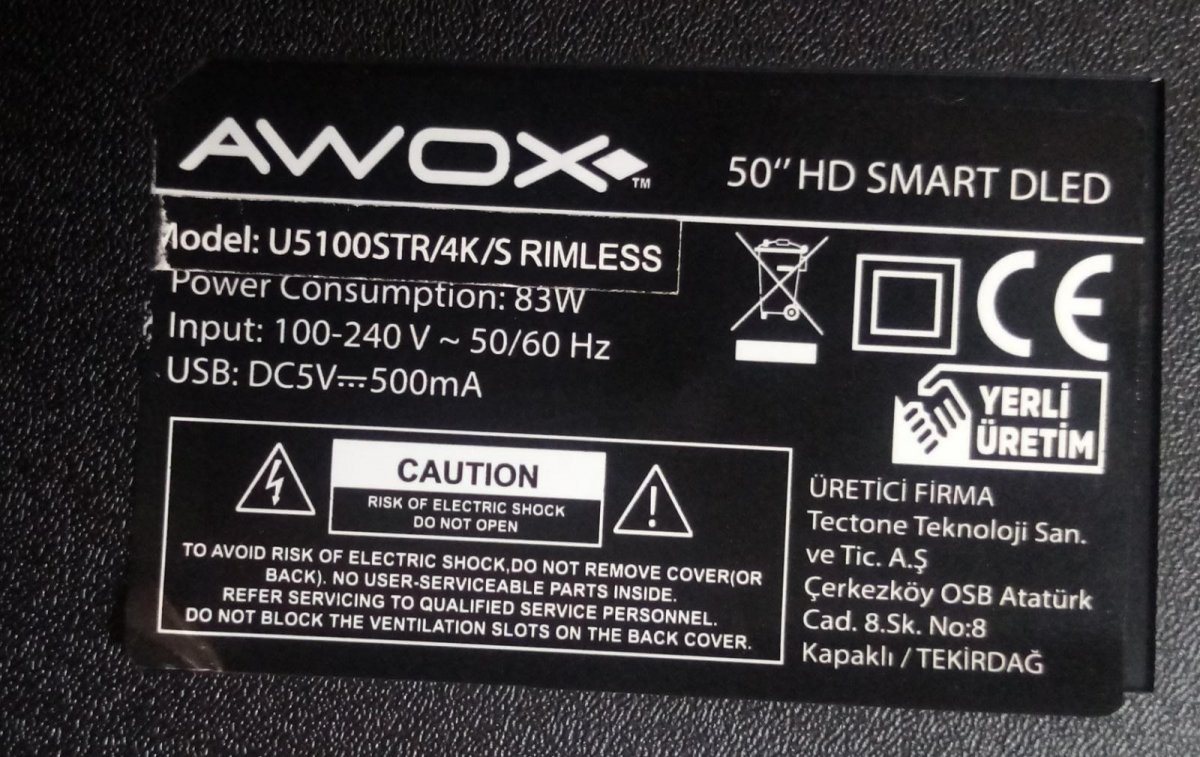 AWOX™
50" HD SMART DLED
Model: U5100STR/4K/S RIMLESS
Power Consumption: 83W
Input: 100-240 V ~ 50/60 Hz
USB: DC5V⎓500mA
CE
YERLİ
ÜRETİM
CAUTION
RISK OF ELECTRIC SHOCK
DO NOT OPEN
TO AVOID RISK OF ELECTRIC SHOCK,DO NOT REMOVE COVER(OR
BACK). NO USER-SERVICEABLE PARTS INSIDE.
REFER SERVICING TO QUALIFIED SERVICE PERSONNEL.
DO NOT BLOCK THE VENTILATION SLOTS ON THE BACK COVER.
ÜRETİCİ FİRMA
Tectone Teknoloji San.
ve Tic. A.Ş
Çerkezköy OSB Atatürk
Cad. 8.Sk. No:8
Kapaklı / TEKİRDAĞ